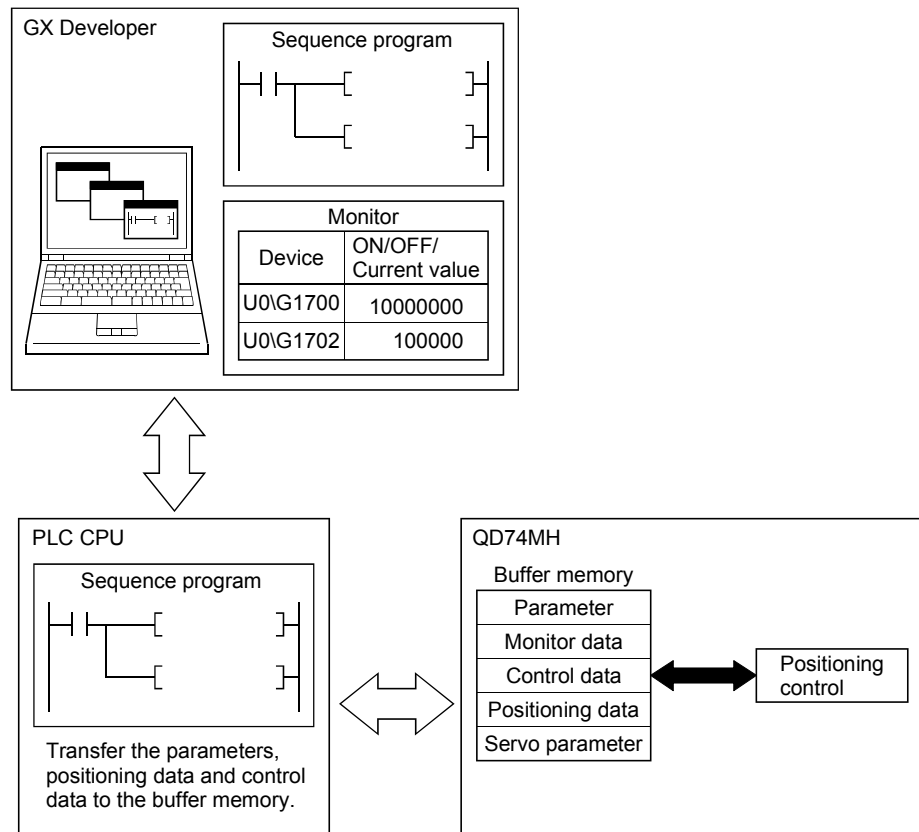 GX Developer
Sequence program
Monitor
Device
ON/OFF/
Current value
U0\G1700
10000000
U0\G1702
100000
PLC CPU
Sequence program
Transfer the parameters,
positioning data and control
data to the buffer memory.
QD74MH
Buffer memory
Parameter
Monitor data
Control data
Positioning data
Servo parameter
Positioning
control